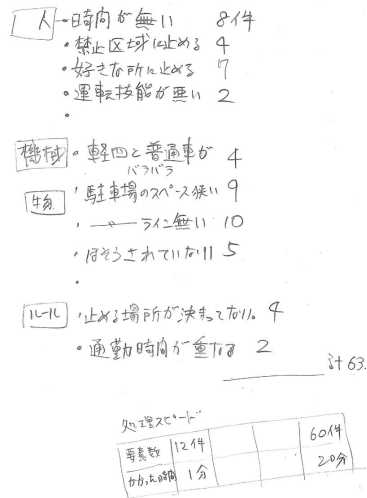 人 ・時間が無い 8件
・禁止区域に止める 4
・好きな所に止める 7
・運転技能が悪い 2
・
機械 ・軽四と普通車が 4
バラバラ
物 ・駐車場のスペース狭い 9
・ 〃 ライン無い 10
・ほそうされていない 5
・
ルール ・止める場所が決まってない。 4
・通勤時間が重なる 2
計63.
処理スピード
要素数 12件 60件
かかった時間 1分 20分